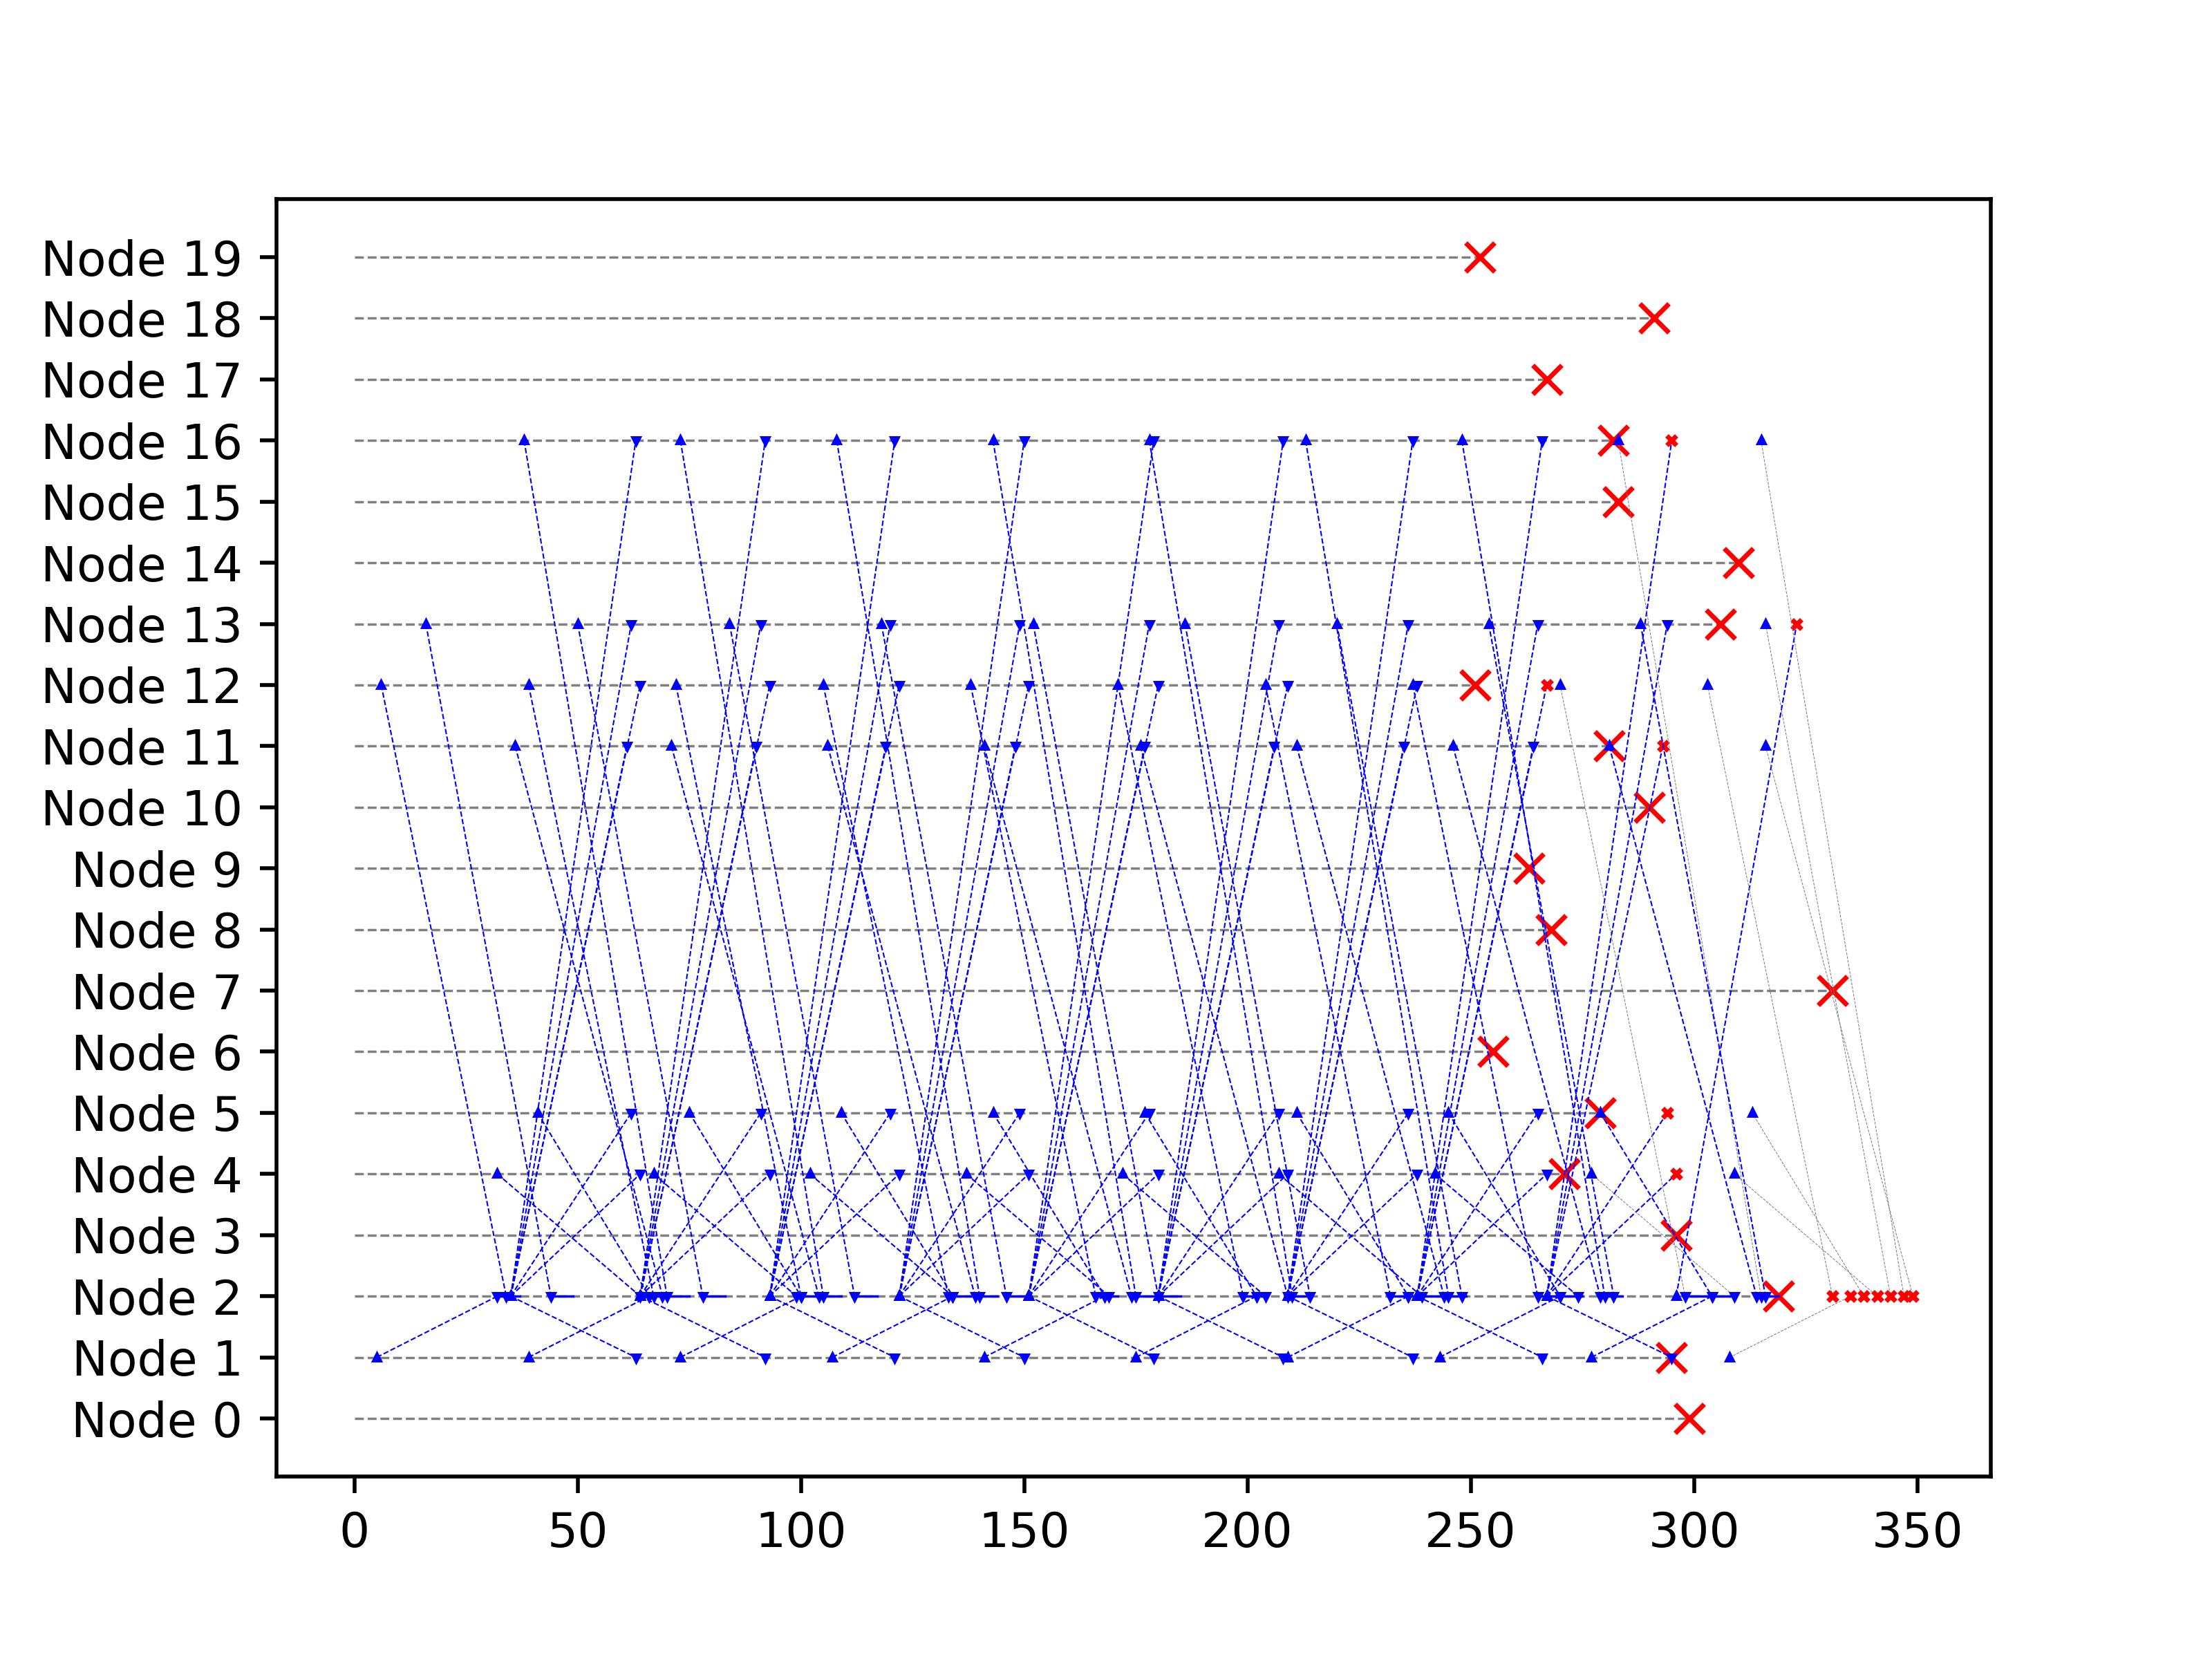 Node 19
Node 18
Node 17
Node 16
Node 15
Node 14
Node 13
Node 12
Node 11
Node 10
Node 9
Node 8
Node 7
Node 6
Node 5
Node 4
Node 3
Node 2
Node 1
Node 0
0 50 100 150 200 250 300 350